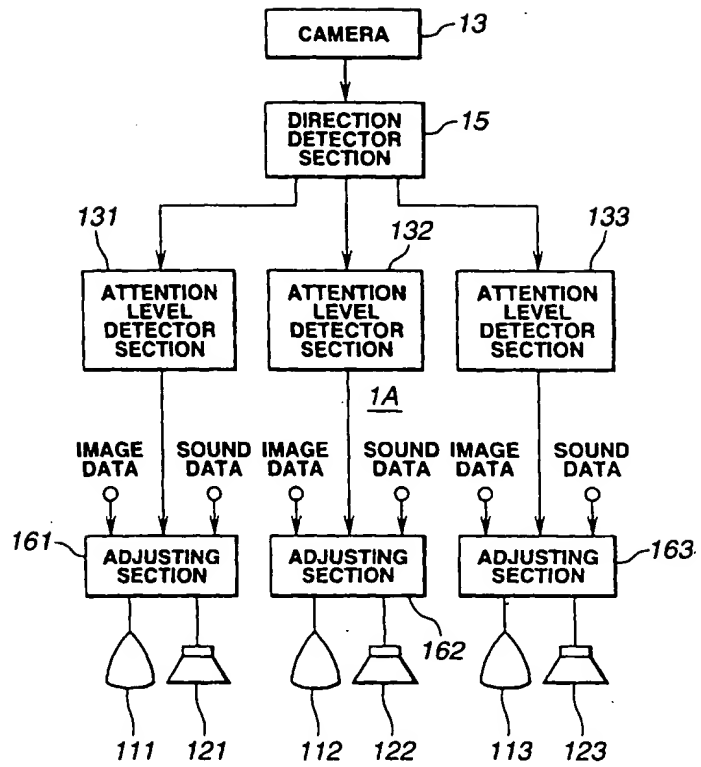 CAMERA
13
DIRECTION
DETECTOR
SECTION
15
131
132
133
ATTENTION
LEVEL
DETECTOR
SECTION
ATTENTION
LEVEL
DETECTOR
SECTION
ATTENTION
LEVEL
DETECTOR
SECTION
1A
IMAGE
DATA
SOUND
DATA
IMAGE
DATA
SOUND
DATA
IMAGE
DATA
SOUND
DATA
161
ADJUSTING
SECTION
ADJUSTING
SECTION
162
ADJUSTING
SECTION
163
111
121
112
122
113
123